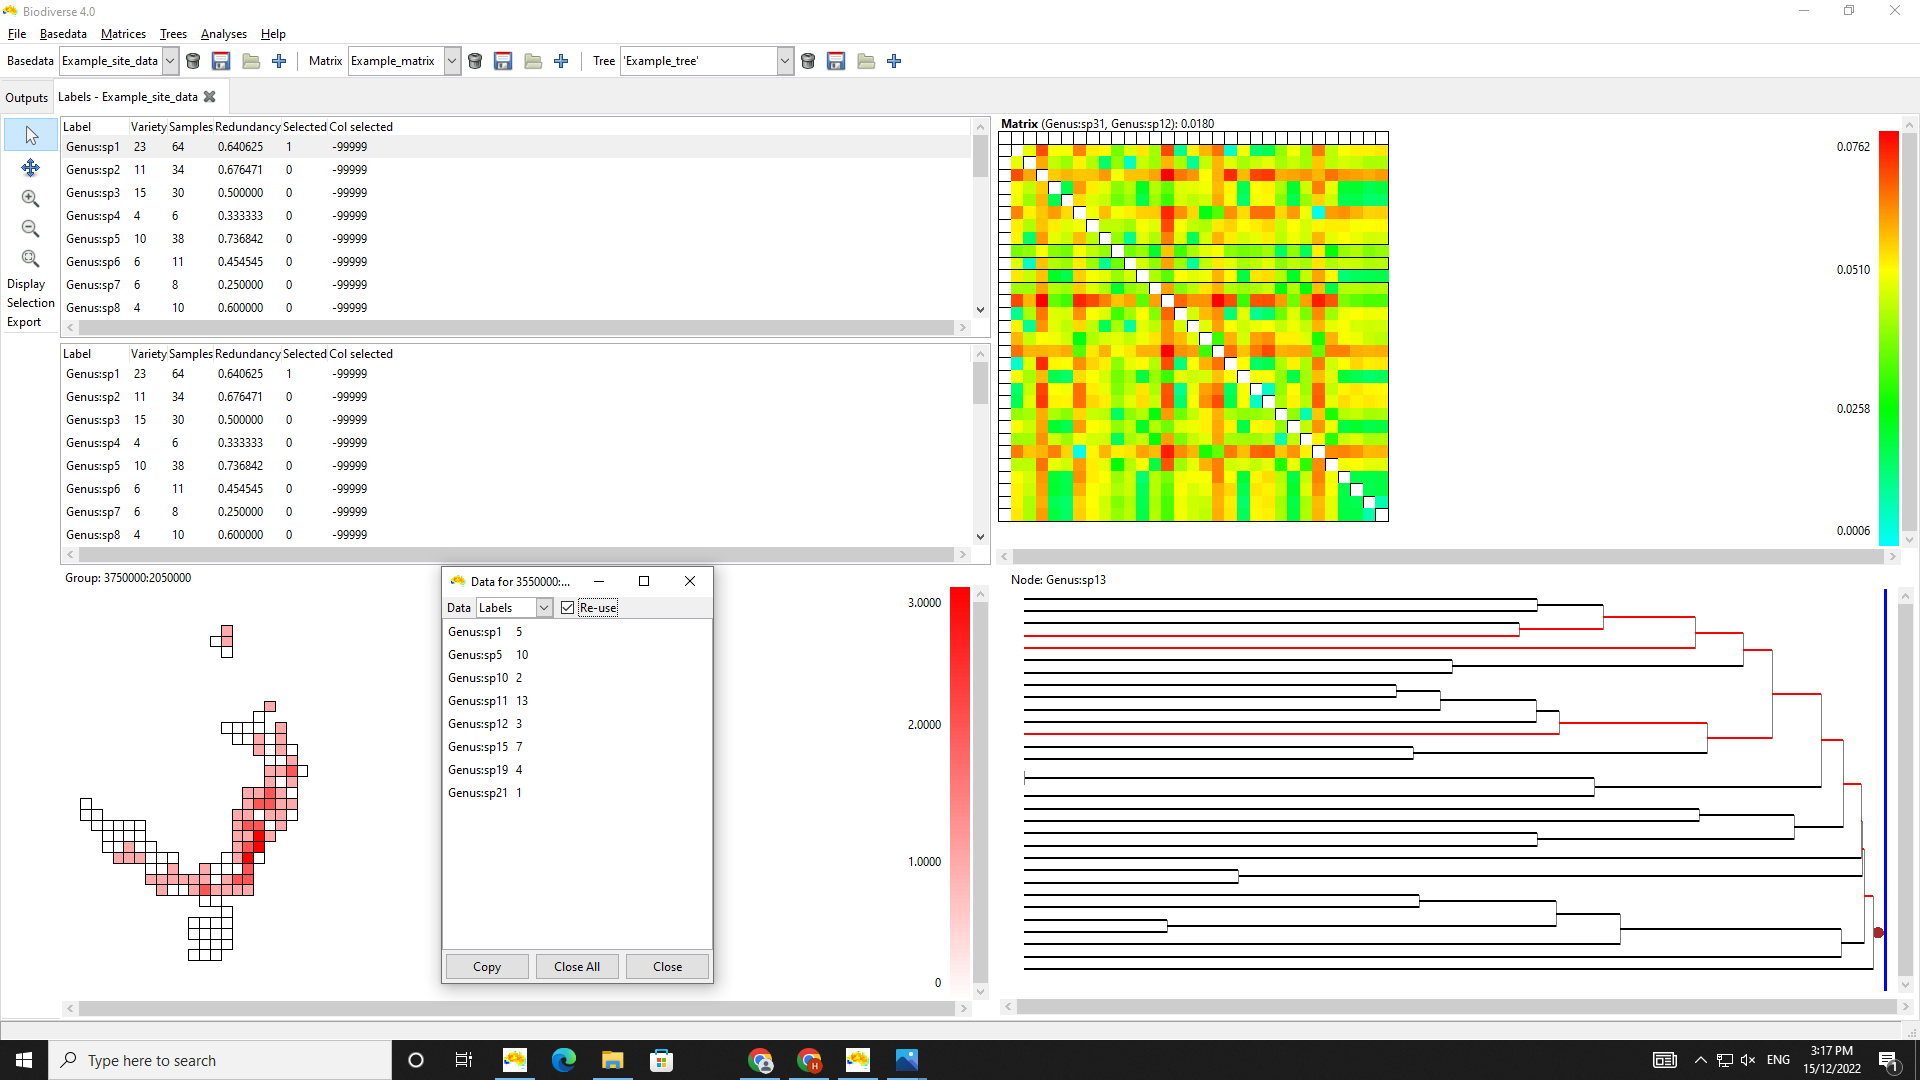 Biodiverse 4.0
File Basedata Matrices Trees Analyses Help
Basedata Example_site_data Matrix Example_matrix Tree 'Example_tree'
Outputs Labels - Example_site_data
Display
Selection
Export
Label Variety Samples Redundancy Selected Col selected
Genus:sp1 23 64 0.640625 1 -99999
Genus:sp2 11 34 0.676471 0 -99999
Genus:sp3 15 30 0.500000 0 -99999
Genus:sp4 4 6 0.333333 0 -99999
Genus:sp5 10 38 0.736842 0 -99999
Genus:sp6 6 11 0.454545 0 -99999
Genus:sp7 6 8 0.250000 0 -99999
Genus:sp8 4 10 0.600000 0 -99999
Label Variety Samples Redundancy Selected Col selected
Genus:sp1 23 64 0.640625 1 -99999
Genus:sp2 11 34 0.676471 0 -99999
Genus:sp3 15 30 0.500000 0 -99999
Genus:sp4 4 6 0.333333 0 -99999
Genus:sp5 10 38 0.736842 0 -99999
Genus:sp6 6 11 0.454545 0 -99999
Genus:sp7 6 8 0.250000 0 -99999
Genus:sp8 4 10 0.600000 0 -99999
Matrix (Genus:sp31, Genus:sp12): 0.0180
0.0762
0.0510
0.0258
0.0006
Group: 3750000:2050000
3.0000
2.0000
1.0000
0
Data for 3550000:...
Data Labels Re-use
Genus:sp1 5
Genus:sp5 10
Genus:sp10 2
Genus:sp11 13
Genus:sp12 3
Genus:sp15 7
Genus:sp19 4
Genus:sp21 1
Copy Close All Close
Node: Genus:sp13
Type here to search
H
ENG
3:17 PM
15/12/2022
1